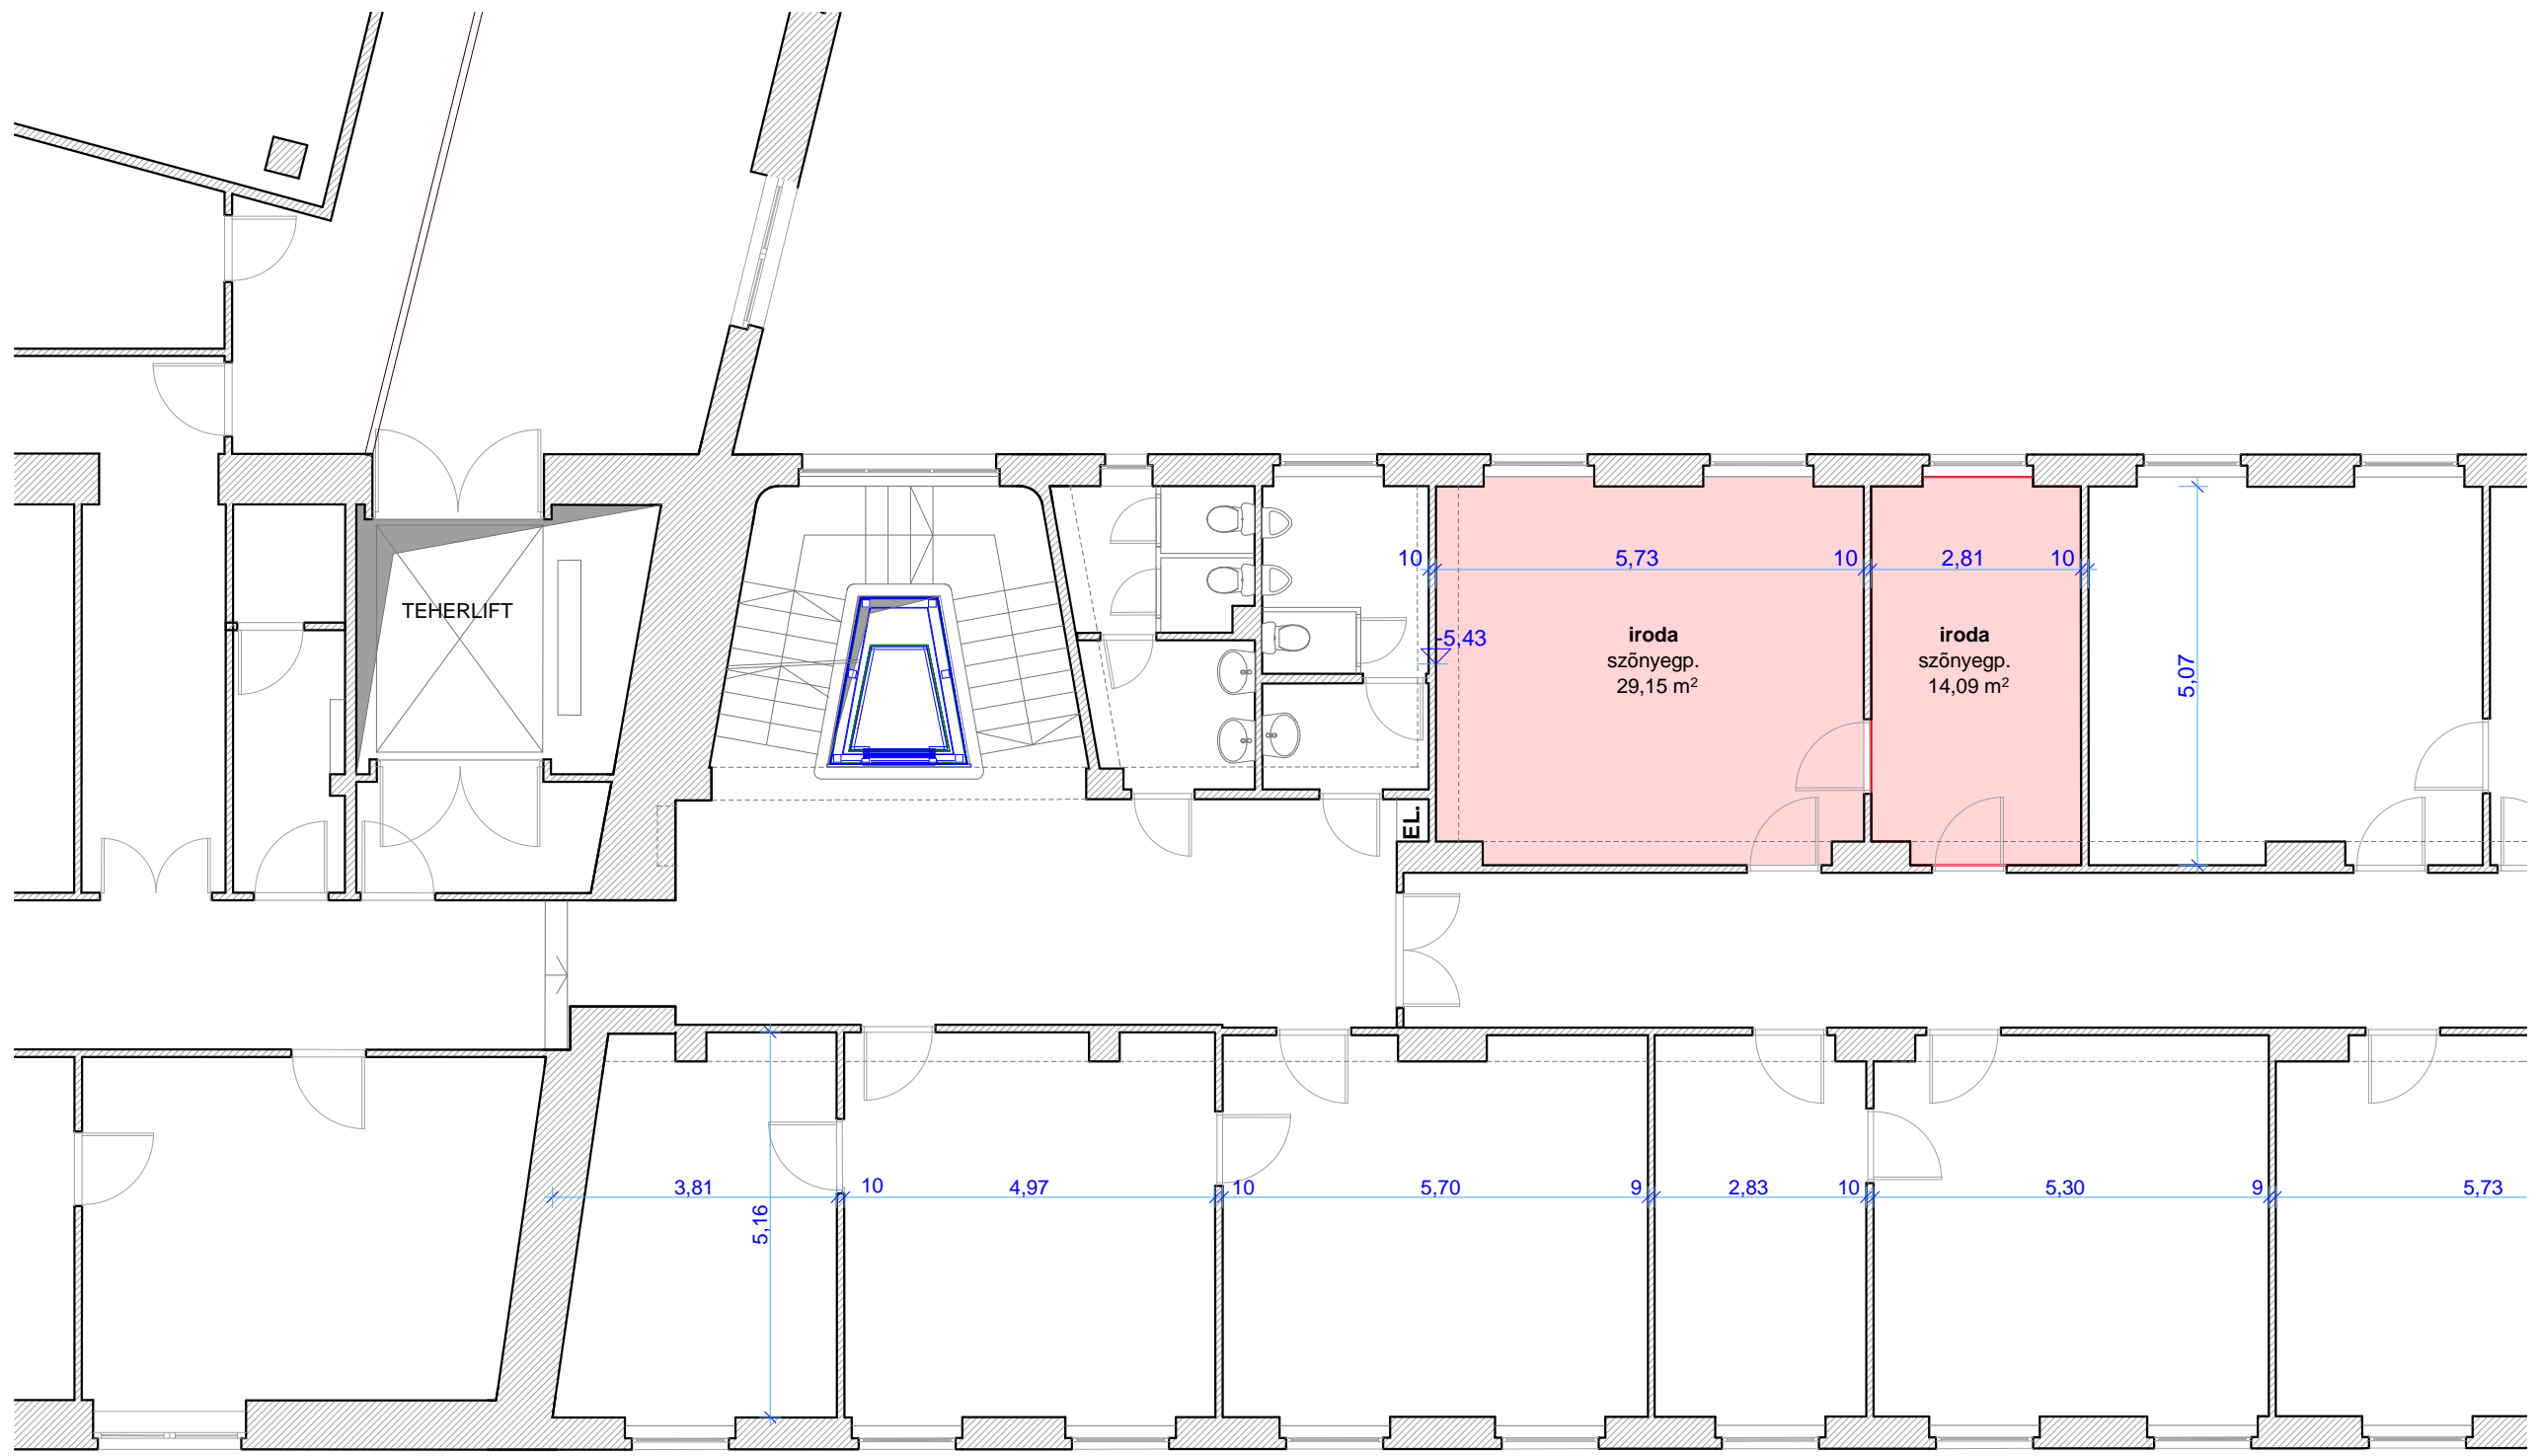 10 5,73 10 2,81 10
TEHERLIFT
-5,43
iroda
szõnyegp.
29,15 m²
iroda
szõnyegp.
14,09 m²
5,07
EL.
3,81 10 4,97 10 5,70 9 2,83 10 5,30 9 5,73
5,16